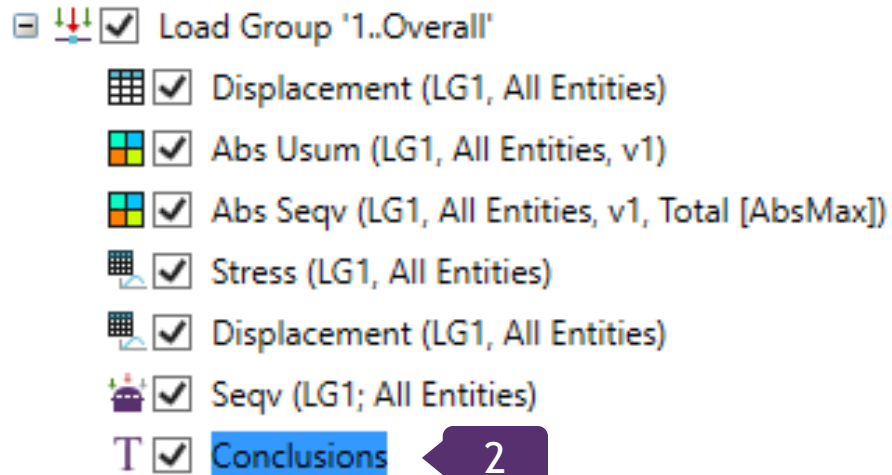 Load Group '1..Overall'
Displacement (LG1, All Entities)
Abs Usum (LG1, All Entities, v1)
Abs Seqv (LG1, All Entities, v1, Total [AbsMax])
Stress (LG1, All Entities)
Displacement (LG1, All Entities)
Seqv (LG1; All Entities)
T Conclusions 2